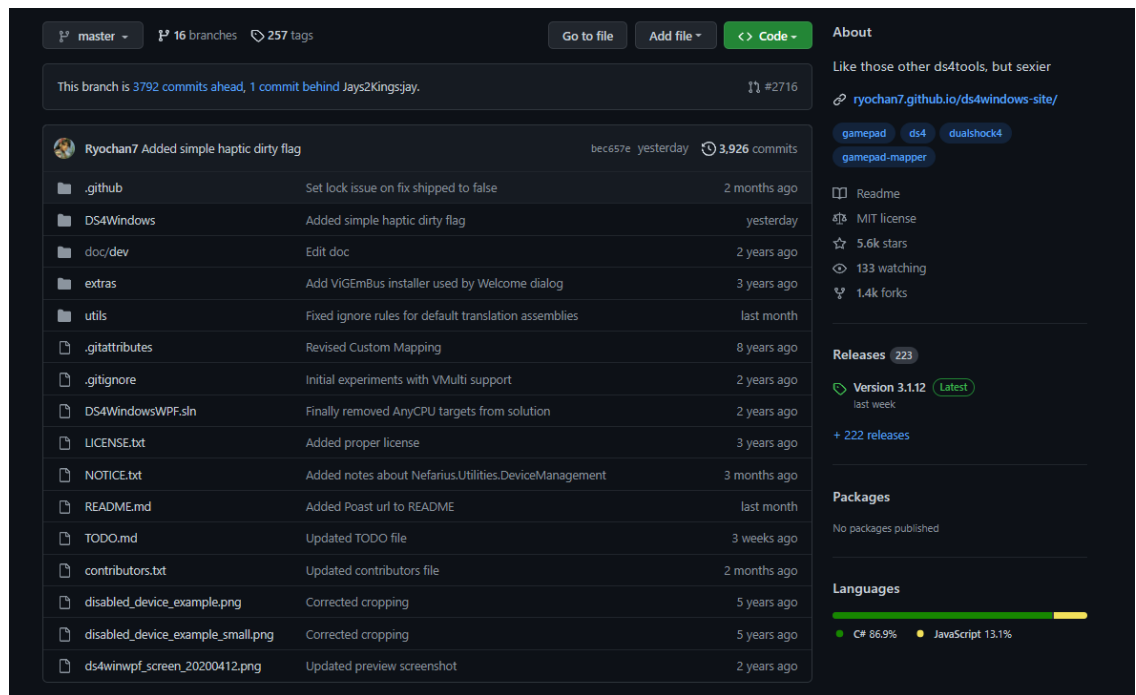 master 16 branches 257 tags Go to file Add file <> Code
This branch is 3792 commits ahead, 1 commit behind Jays2Kings:jay. #2716
Ryochan7 Added simple haptic dirty flag bec657e yesterday 3,926 commits
.github Set lock issue on fix shipped to false 2 months ago
DS4Windows Added simple haptic dirty flag yesterday
doc/dev Edit doc 2 years ago
extras Add ViGEmBus installer used by Welcome dialog 3 years ago
utils Fixed ignore rules for default translation assemblies last month
.gitattributes Revised Custom Mapping 8 years ago
.gitignore Initial experiments with VMulti support 2 years ago
DS4WindowsWPF.sln Finally removed AnyCPU targets from solution 2 years ago
LICENSE.txt Added proper license 3 years ago
NOTICE.txt Added notes about Nefarius.Utilities.DeviceManagement 3 months ago
README.md Added Poast url to README last month
TODO.md Updated TODO file 3 weeks ago
contributors.txt Updated contributors file 2 months ago
disabled_device_example.png Corrected cropping 5 years ago
disabled_device_example_small.png Corrected cropping 5 years ago
ds4winwpf_screen_20200412.png Updated preview screenshot 2 years ago
About
Like those other ds4tools, but sexier
ryochan7.github.io/ds4windows-site/
gamepad ds4 dualshock4
gamepad-mapper
Readme
MIT license
5.6k stars
133 watching
1.4k forks
Releases 223
Version 3.1.12 Latest
last week
+ 222 releases
Packages
No packages published
Languages
C# 86.9% JavaScript 13.1%